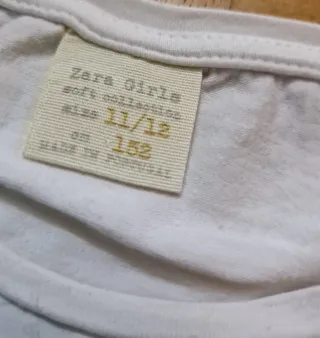 Zara Girls
soft collection
size 11/12
cm 152
MADE IN PORTUGAL